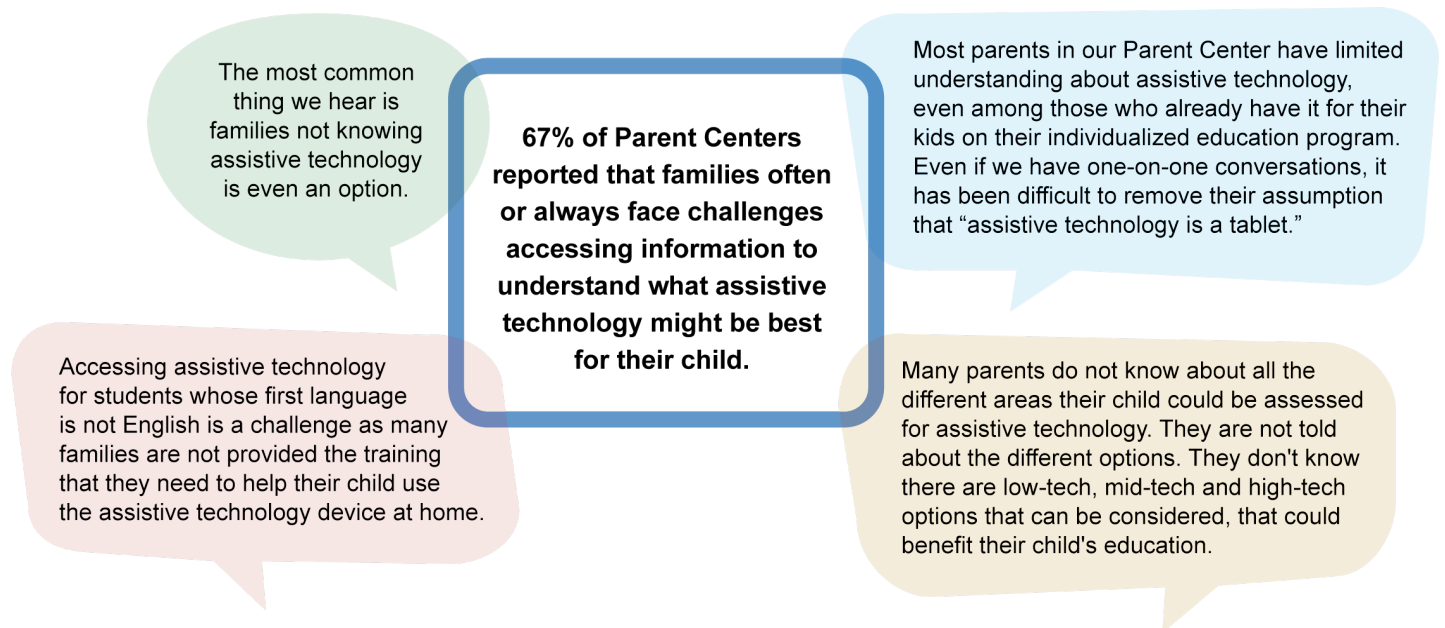 The most common
thing we hear is
families not knowing
assistive technology
is even an option.
67% of Parent Centers
reported that families often
or always face challenges
accessing information to
understand what assistive
technology might be best
for their child.
Most parents in our Parent Center have limited
understanding about assistive technology,
even among those who already have it for their
kids on their individualized education program.
Even if we have one-on-one conversations, it
has been difficult to remove their assumption
that “assistive technology is a tablet.”
Accessing assistive technology
for students whose first language
is not English is a challenge as many
families are not provided the training
that they need to help their child use
the assistive technology device at home.
Many parents do not know about all the
different areas their child could be assessed
for assistive technology. They are not told
about the different options. They don't know
there are low-tech, mid-tech and high-tech
options that can be considered, that could
benefit their child's education.